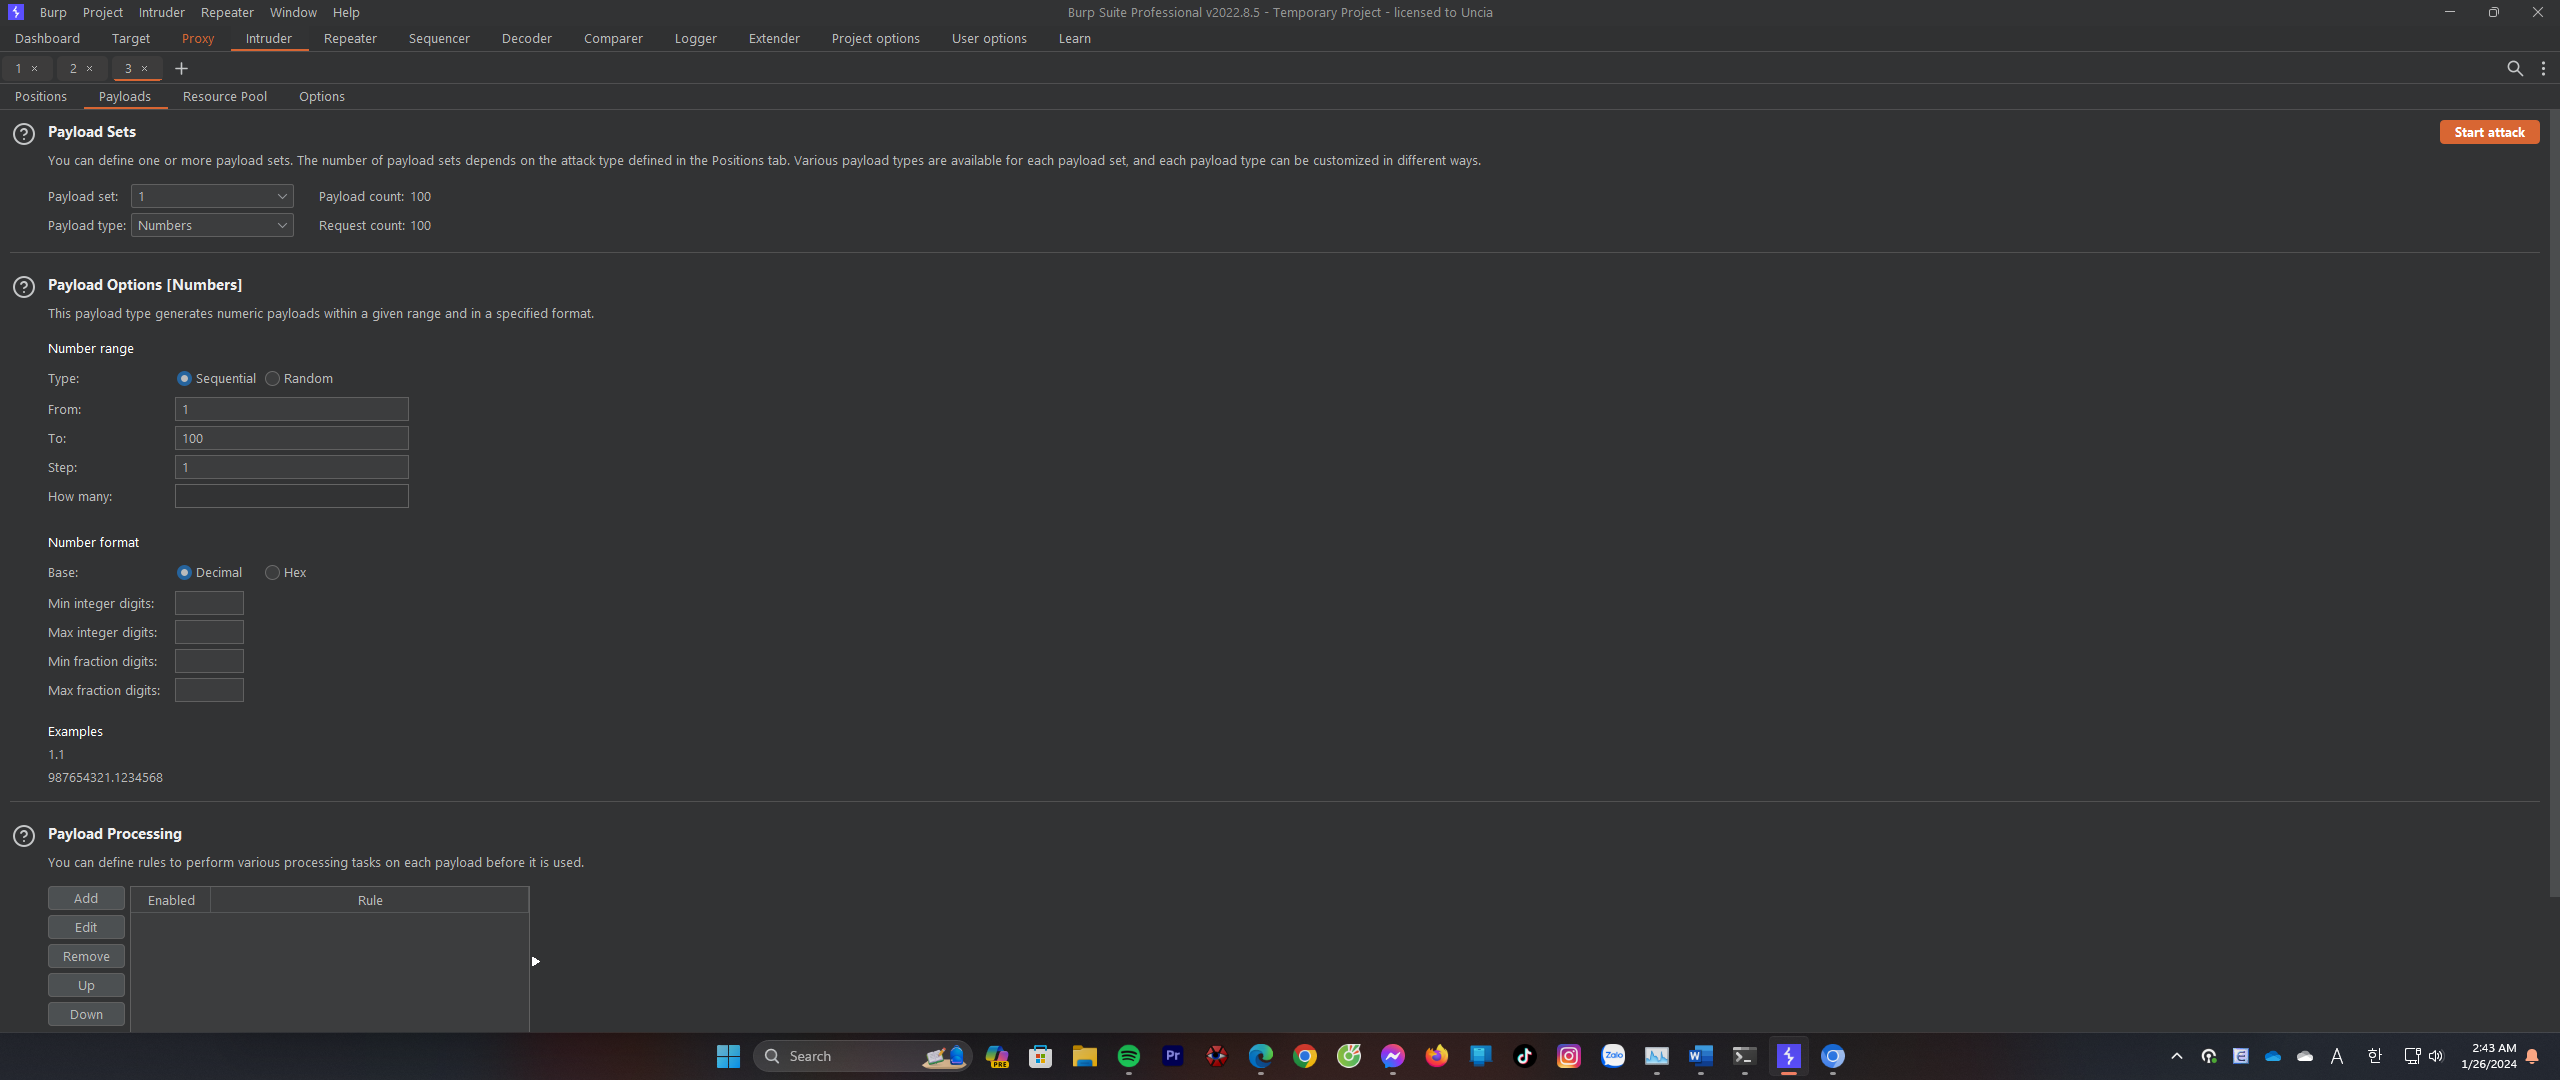 Burp Project Intruder Repeater Window Help
Burp Suite Professional v2022.8.5 - Temporary Project - licensed to Uncia
Dashboard Target Proxy Intruder Repeater Sequencer Decoder Comparer Logger Extender Project options User options Learn
1 × 2 × 3 × +
Positions Payloads Resource Pool Options
? Payload Sets
Start attack
You can define one or more payload sets. The number of payload sets depends on the attack type defined in the Positions tab. Various payload types are available for each payload set, and each payload type can be customized in different ways.
Payload set: 1 Payload count: 100
Payload type: Numbers Request count: 100
? Payload Options [Numbers]
This payload type generates numeric payloads within a given range and in a specified format.
Number range
Type: Sequential Random
From: 1
To: 100
Step: 1
How many:
Number format
Base: Decimal Hex
Min integer digits:
Max integer digits:
Min fraction digits:
Max fraction digits:
Examples
1.1
987654321.1234568
? Payload Processing
You can define rules to perform various processing tasks on each payload before it is used.
Add
Enabled Rule
Edit
Remove
Up
Down
Search PRE Pr Zalo W E A 한
2:43 AM
1/26/2024